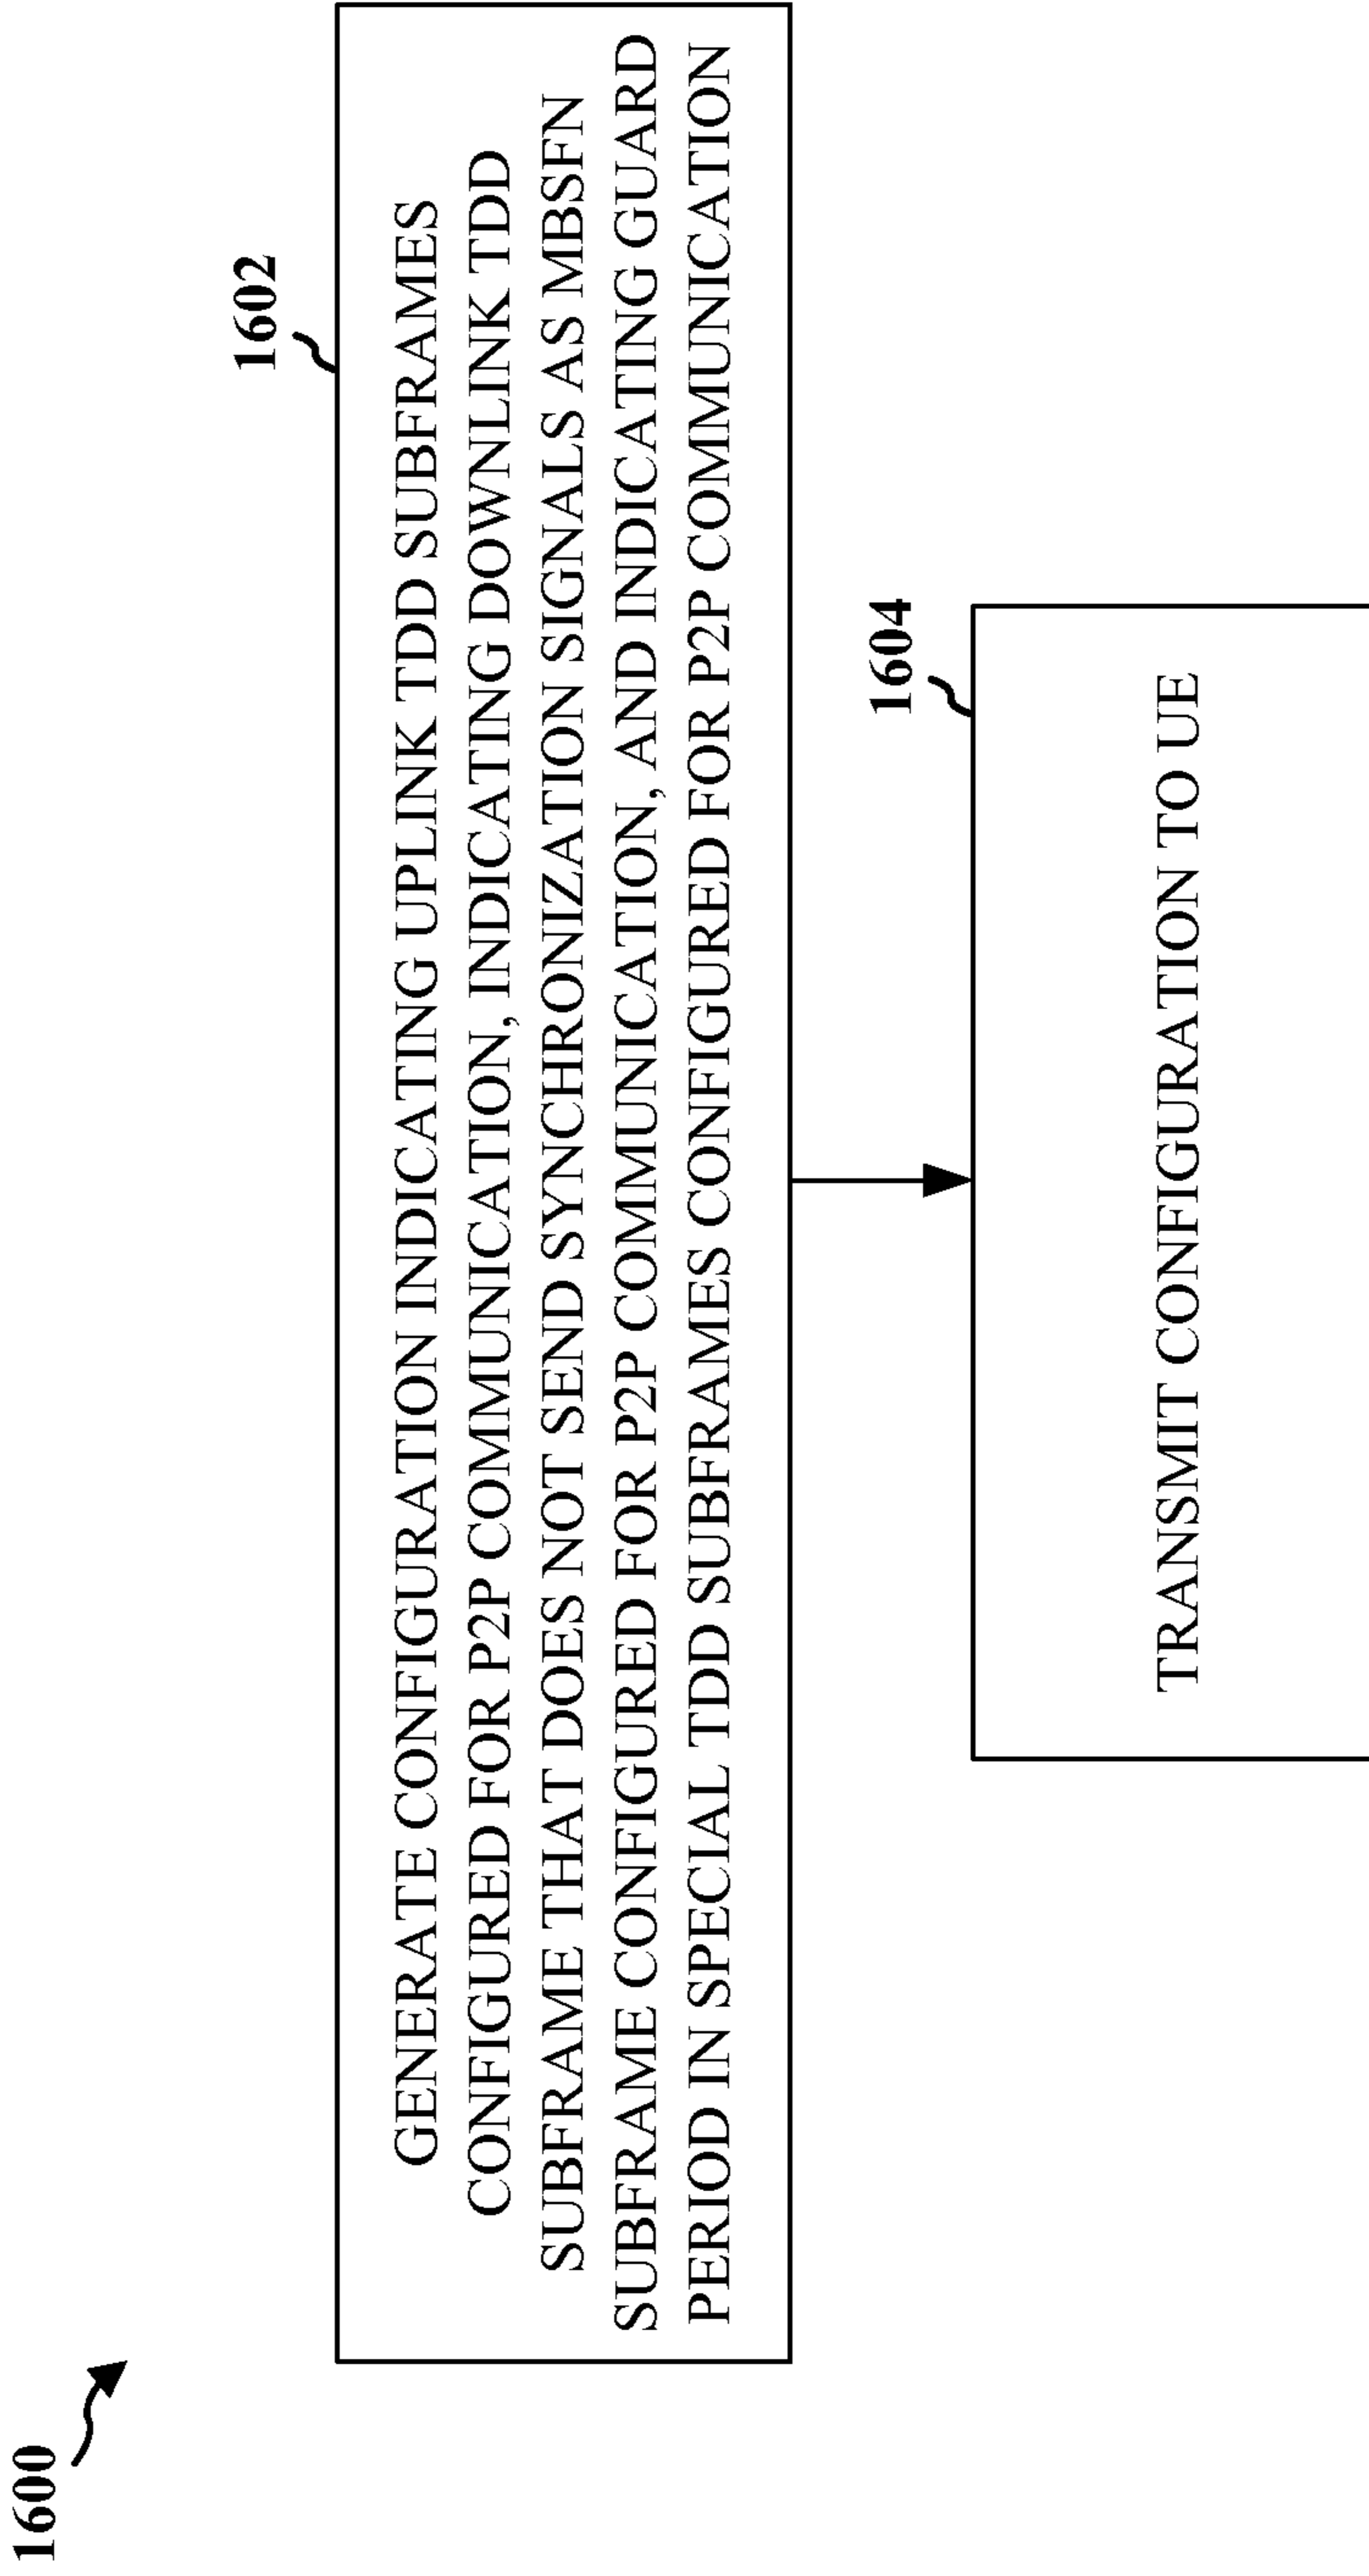 1600
1602
GENERATE CONFIGURATION INDICATING UPLINK TDD SUBFRAMES
CONFIGURED FOR P2P COMMUNICATION, INDICATING DOWNLINK TDD
SUBFRAME THAT DOES NOT SEND SYNCHRONIZATION SIGNALS AS MBSFN
SUBFRAME CONFIGURED FOR P2P COMMUNICATION, AND INDICATING GUARD
PERIOD IN SPECIAL TDD SUBFRAMES CONFIGURED FOR P2P COMMUNICATION
1604
TRANSMIT CONFIGURATION TO UE